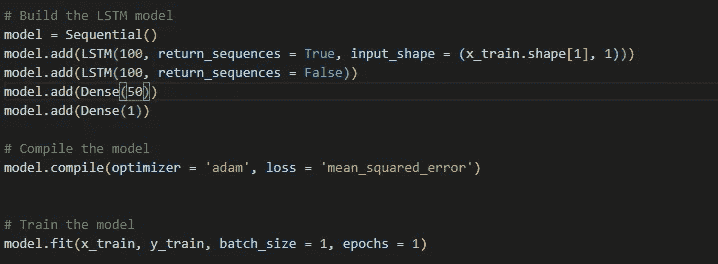 # Build the LSTM model
model = Sequential()
model.add(LSTM(100, return_sequences = True, input_shape = (x_train.shape[1], 1)))
model.add(LSTM(100, return_sequences = False))
model.add(Dense(50))
model.add(Dense(1))
# Compile the model
model.compile(optimizer = 'adam', loss = 'mean_squared_error')
# Train the model
model.fit(x_train, y_train, batch_size = 1, epochs = 1)